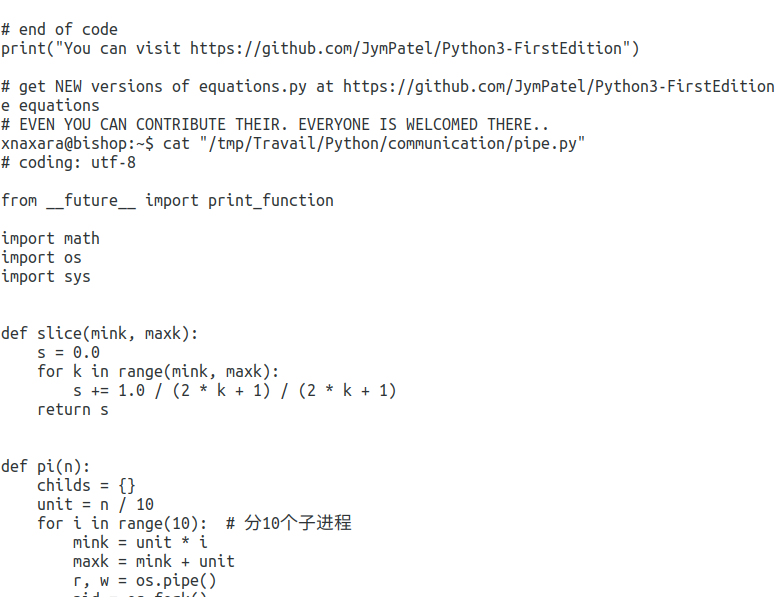 # end of code
print("You can visit https://github.com/JymPatel/Python3-FirstEdition")

# get NEW versions of equations.py at https://github.com/JymPatel/Python3-FirstEdition
e equations
# EVEN YOU CAN CONTRIBUTE THEIR. EVERYONE IS WELCOMED THERE..
xnaxara@bishop:~$ cat "/tmp/Travail/Python/communication/pipe.py"
# coding: utf-8

from __future__ import print_function

import math
import os
import sys


def slice(mink, maxk):
    s = 0.0
    for k in range(mink, maxk):
        s += 1.0 / (2 * k + 1) / (2 * k + 1)
    return s


def pi(n):
    childs = {}
    unit = n / 10
    for i in range(10):  # 分10个子进程
        mink = unit * i
        maxk = mink + unit
        r, w = os.pipe()
        pid = os.fork()